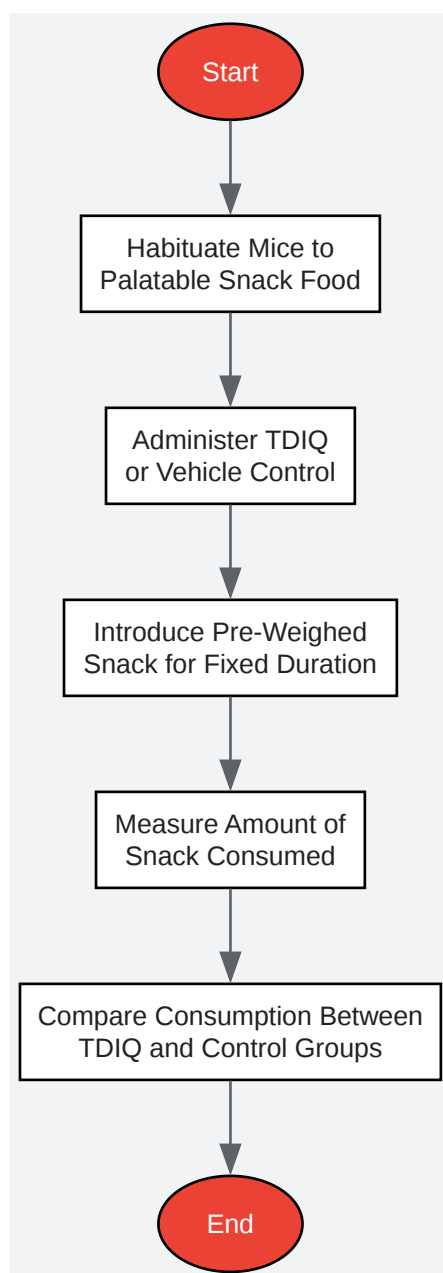 Start
Habituate Mice to
Palatable Snack Food
Administer TDIQ
or Vehicle Control
Introduce Pre-Weighed
Snack for Fixed Duration
Measure Amount of
Snack Consumed
Compare Consumption Between
TDIQ and Control Groups
End